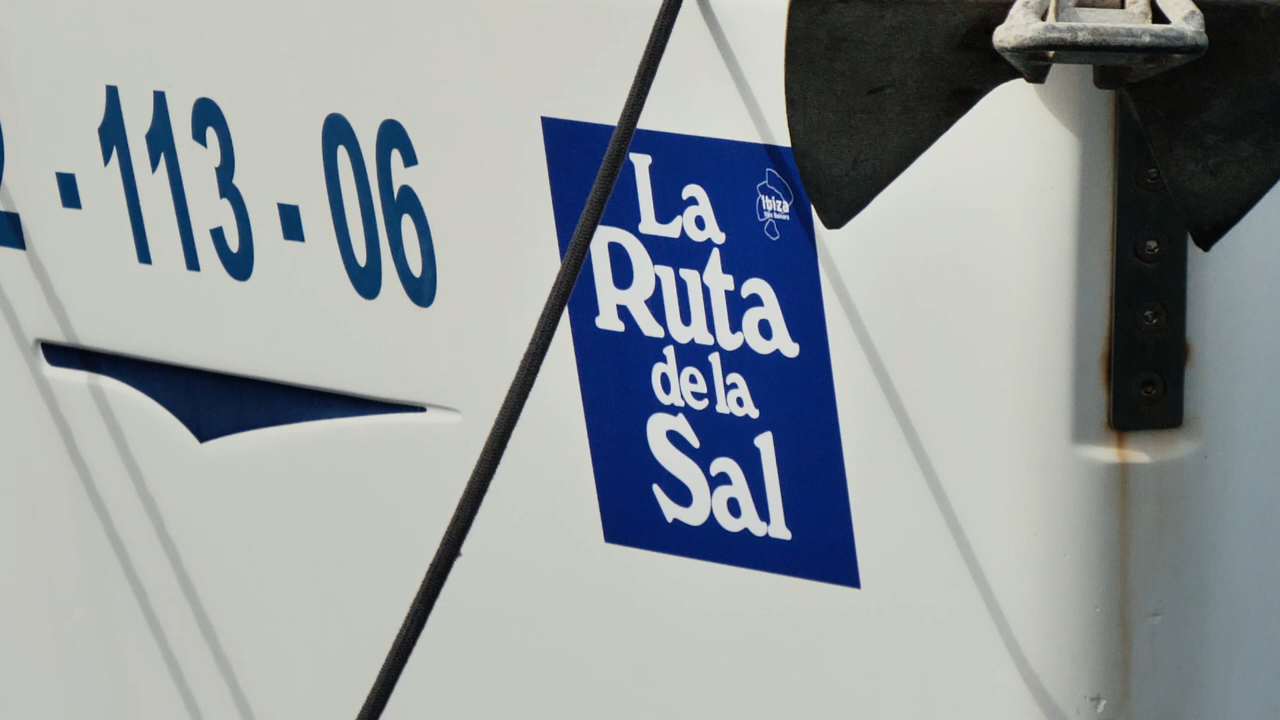 - 113 - 06
La
Ruta
de la
Sal
Ibiza